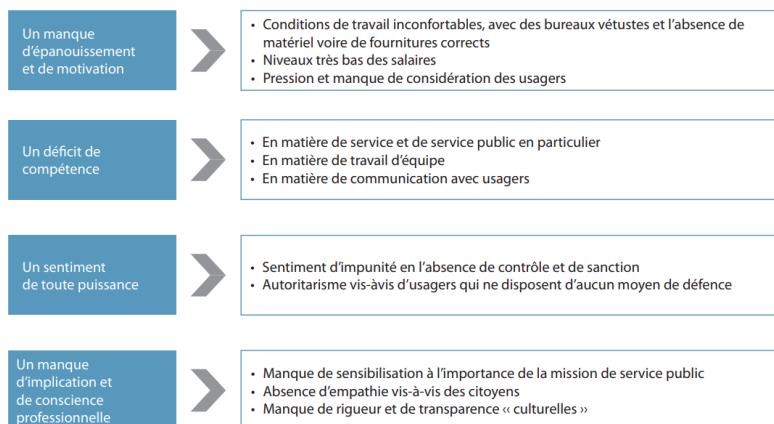 Un manque
d'épanouissement
et de motivation
• Conditions de travail inconfortables, avec des bureaux vétustes et l'absence de
matériel voire de fournitures corrects
• Niveaux très bas des salaires
• Pression et manque de considération des usagers
Un déficit de
compétence
• En matière de service et de service public en particulier
• En matière de travail d'équipe
• En matière de communication avec usagers
Un sentiment
de toute puissance
• Sentiment d'impunité en l'absence de contrôle et de sanction
• Autoritarisme vis-àvis d'usagers qui ne disposent d'aucun moyen de défence
Un manque
d'implication et
de conscience
professionnelle
• Manque de sensibilisation à l'importance de la mission de service public
• Absence d'empathie vis-à-vis des citoyens
• Manque de rigueur et de transparence ‹‹ culturelles ››